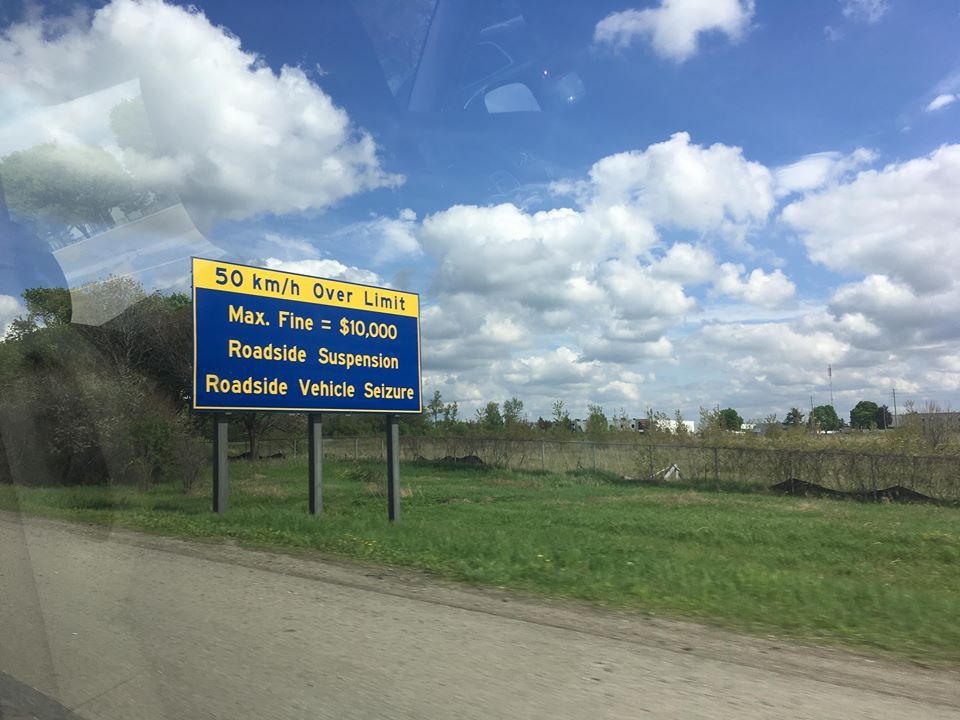 50 km/h Over Limit
Max. Fine = $10,000
Roadside Suspension
Roadside Vehicle Seizure